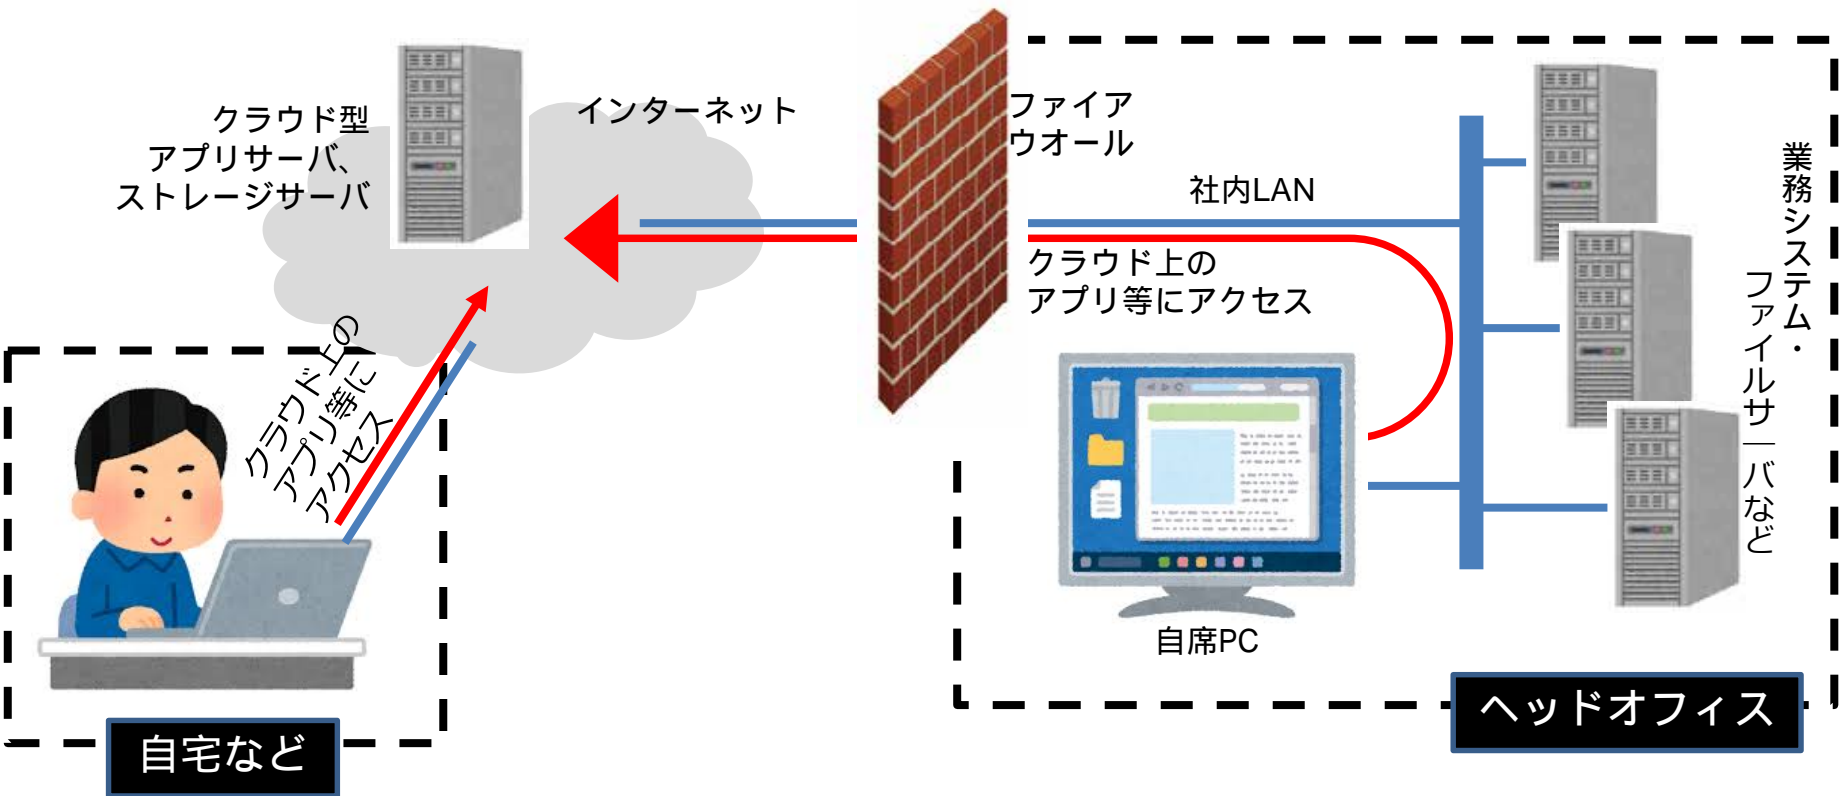 クラウド型
アプリサーバ、
ストレージサーバ
インターネット
ファイア
ウオール
社内LAN
クラウド上の
アプリ等にアクセス
業務システム・
ファイルサーバなど
クラウド上の
アプリ等に
アクセス
自席PC
ヘッドオフィス
自宅など